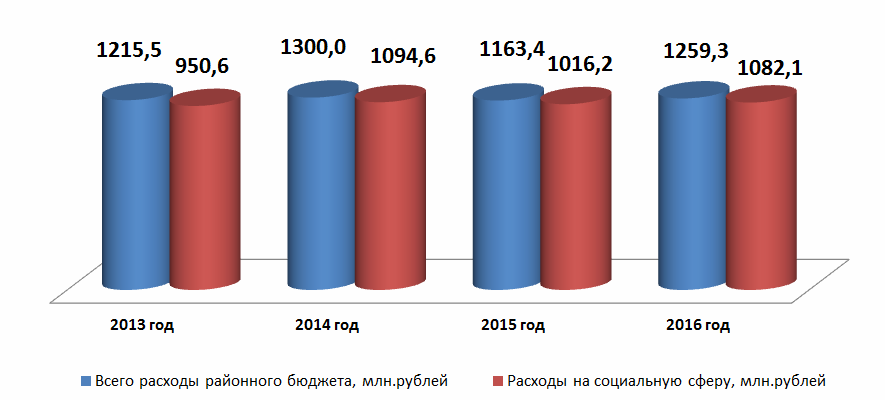 1215,5
950,6
1300,0
1094,6
1163,4
1016,2
1259,3
1082,1
2013 год
2014 год
2015 год
2016 год
Всего расходы районного бюджета, млн.рублей
Расходы на социальную сферу, млн.рублей